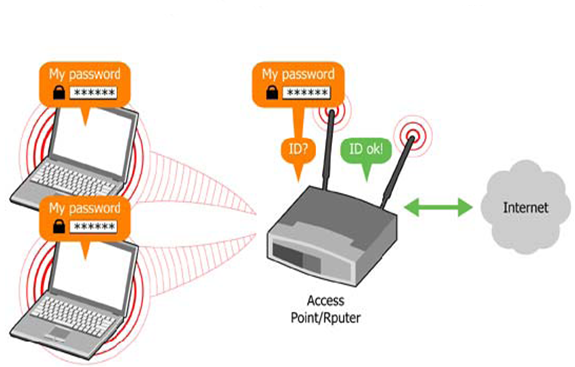 My password
******
My password
******
My password
******
ID?
ID ok!
Internet
Access
Point/Rputer